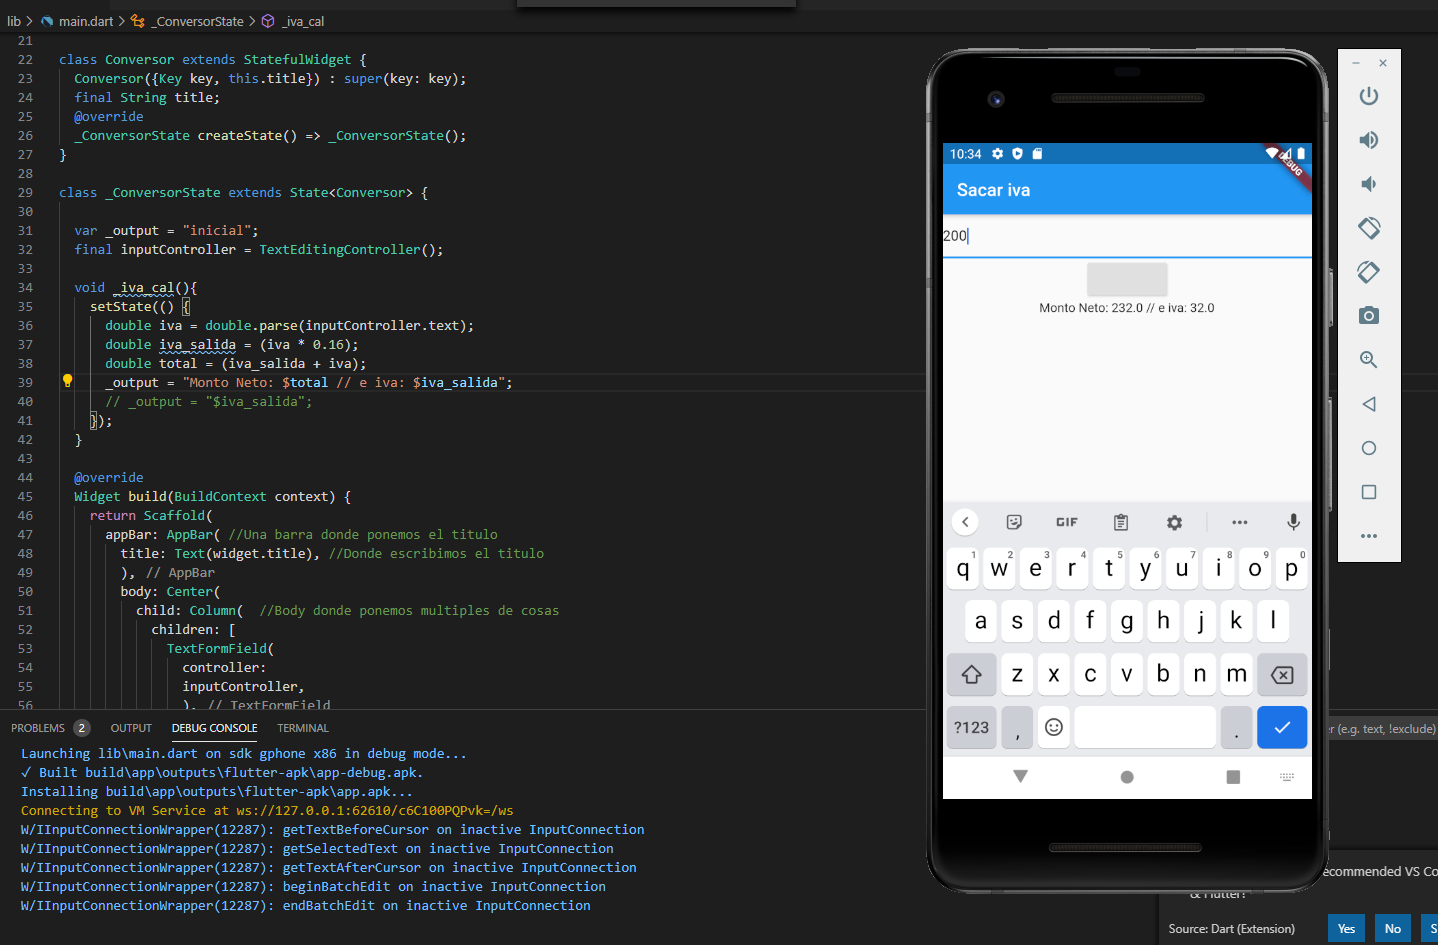 lib > main.dart > _ConversorState > _iva_cal
21
22 class Conversor extends StatefulWidget {
23 Conversor({Key key, this.title}) : super(key: key);
24 final String title;
25 @override
26 _ConversorState createState() => _ConversorState();
27 }
28
29 class _ConversorState extends State<Conversor> {
30
31 var _output = "inicial";
32 final inputController = TextEditingController();
33
34 void _iva_cal(){
35 setState(() {
36 double iva = double.parse(inputController.text);
37 double iva_salida = (iva * 0.16);
38 double total = (iva_salida + iva);
39 _output = "Monto Neto: $total // e iva: $iva_salida";
40 // _output = "$iva_salida";
41 });
42 }
43
44 @override
45 Widget build(BuildContext context) {
46 return Scaffold(
47 appBar: AppBar( //Una barra donde ponemos el titulo
48 title: Text(widget.title), //Donde escribimos el titulo
49 ), // AppBar
50 body: Center(
51 child: Column( //Body donde ponemos multiples de cosas
52 children: [
53 TextFormField(
54 controller:
55 inputController,
56 ), // TextFormField
PROBLEMS 2 OUTPUT DEBUG CONSOLE TERMINAL
Launching lib\main.dart on sdk gphone x86 in debug mode...
✓ Built build\app\outputs\flutter-apk\app-debug.apk.
Installing build\app\outputs\flutter-apk\app.apk...
Connecting to VM Service at ws://127.0.0.1:62610/c6C100PQPvk=/ws
W/IInputConnectionWrapper(12287): getTextBeforeCursor on inactive InputConnection
W/IInputConnectionWrapper(12287): getSelectedText on inactive InputConnection
W/IInputConnectionWrapper(12287): getTextAfterCursor on inactive InputConnection
W/IInputConnectionWrapper(12287): beginBatchEdit on inactive InputConnection
W/IInputConnectionWrapper(12287): endBatchEdit on inactive InputConnection
10:34
DEBUG
Sacar iva
200
Monto Neto: 232.0 // e iva: 32.0
GIF
1 2 3 4 5 6 7 8 9 0
q w e r t y u i o p
a s d f g h j k l
z x c v b n m
?123 , .
(e.g. text, !exclude)
ecommended VS Co
& Flutter?
Source: Dart (Extension) Yes No S